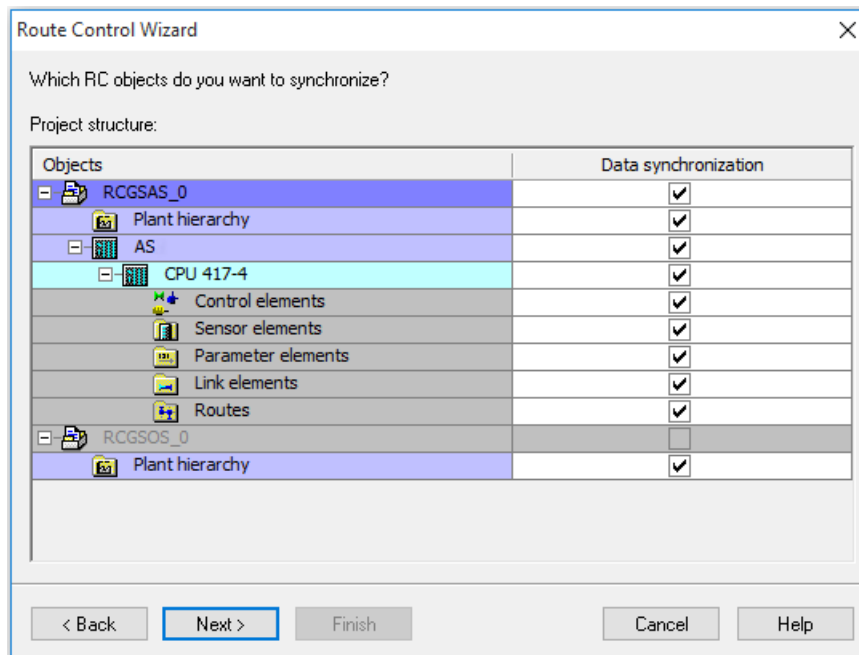 Route Control Wizard
Which RC objects do you want to synchronize?
Project structure:
Objects Data synchronization
RCGSAS_0
Plant hierarchy
AS
CPU 417-4
Control elements
Sensor elements
Parameter elements
Link elements
Routes
RCGSOS_0
Plant hierarchy
< Back Next > Finish Cancel Help